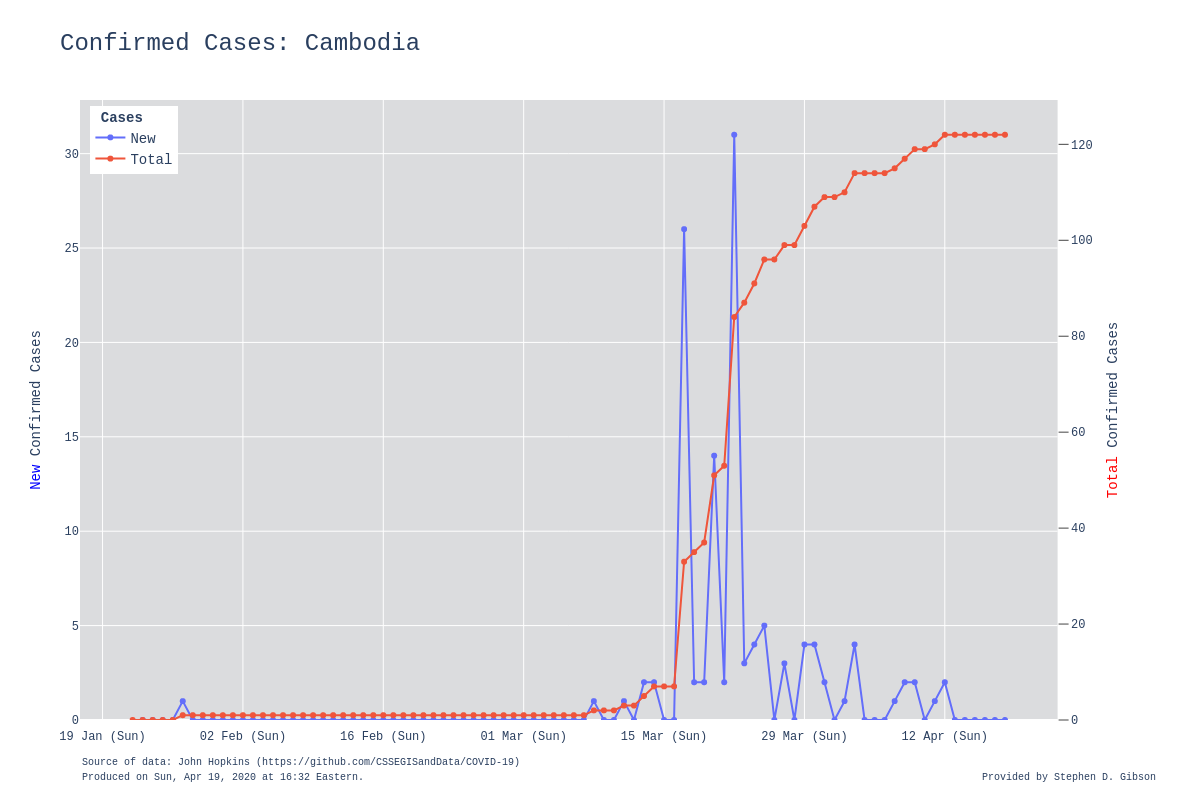 Confirmed Cases: Cambodia
Cases
New
Total
30
25
20
15
10
5
0
New Confirmed Cases
120
100
80
60
40
20
0
Total Confirmed Cases
19 Jan (Sun) 02 Feb (Sun) 16 Feb (Sun) 01 Mar (Sun) 15 Mar (Sun) 29 Mar (Sun) 12 Apr (Sun)
Source of data: John Hopkins (https://github.com/CSSEGISandData/COVID-19)
Produced on Sun, Apr 19, 2020 at 16:32 Eastern.
Provided by Stephen D. Gibson